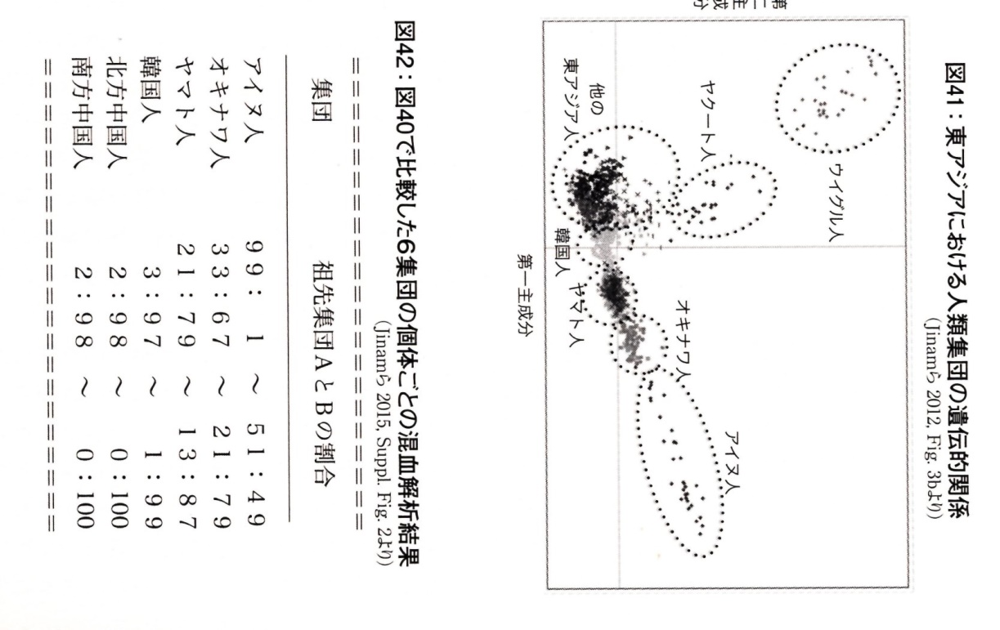 図41：東アジアにおける人類集団の遺伝的関係
（Jinamら 2012, Fig. 3bより）
ウイグル人
ヤクート人
他の
東アジア人
韓国人
ヤマト人
オキナワ人
アイヌ人
第一主成分
図42：図40で比較した6集団の個体ごとの混血解析結果
（Jinamら 2015, Suppl. Fig. 2より）
==============================
集団 祖先集団AとBの割合
アイヌ人 99： 1 ～ 51：49
オキナワ人 33：67 ～ 21：79
ヤマト人 21：79 ～ 13：87
韓国人 3：97 ～ 1：99
北方中国人 2：98 ～ 0：100
南方中国人 2：98 ～ 0：100
==============================